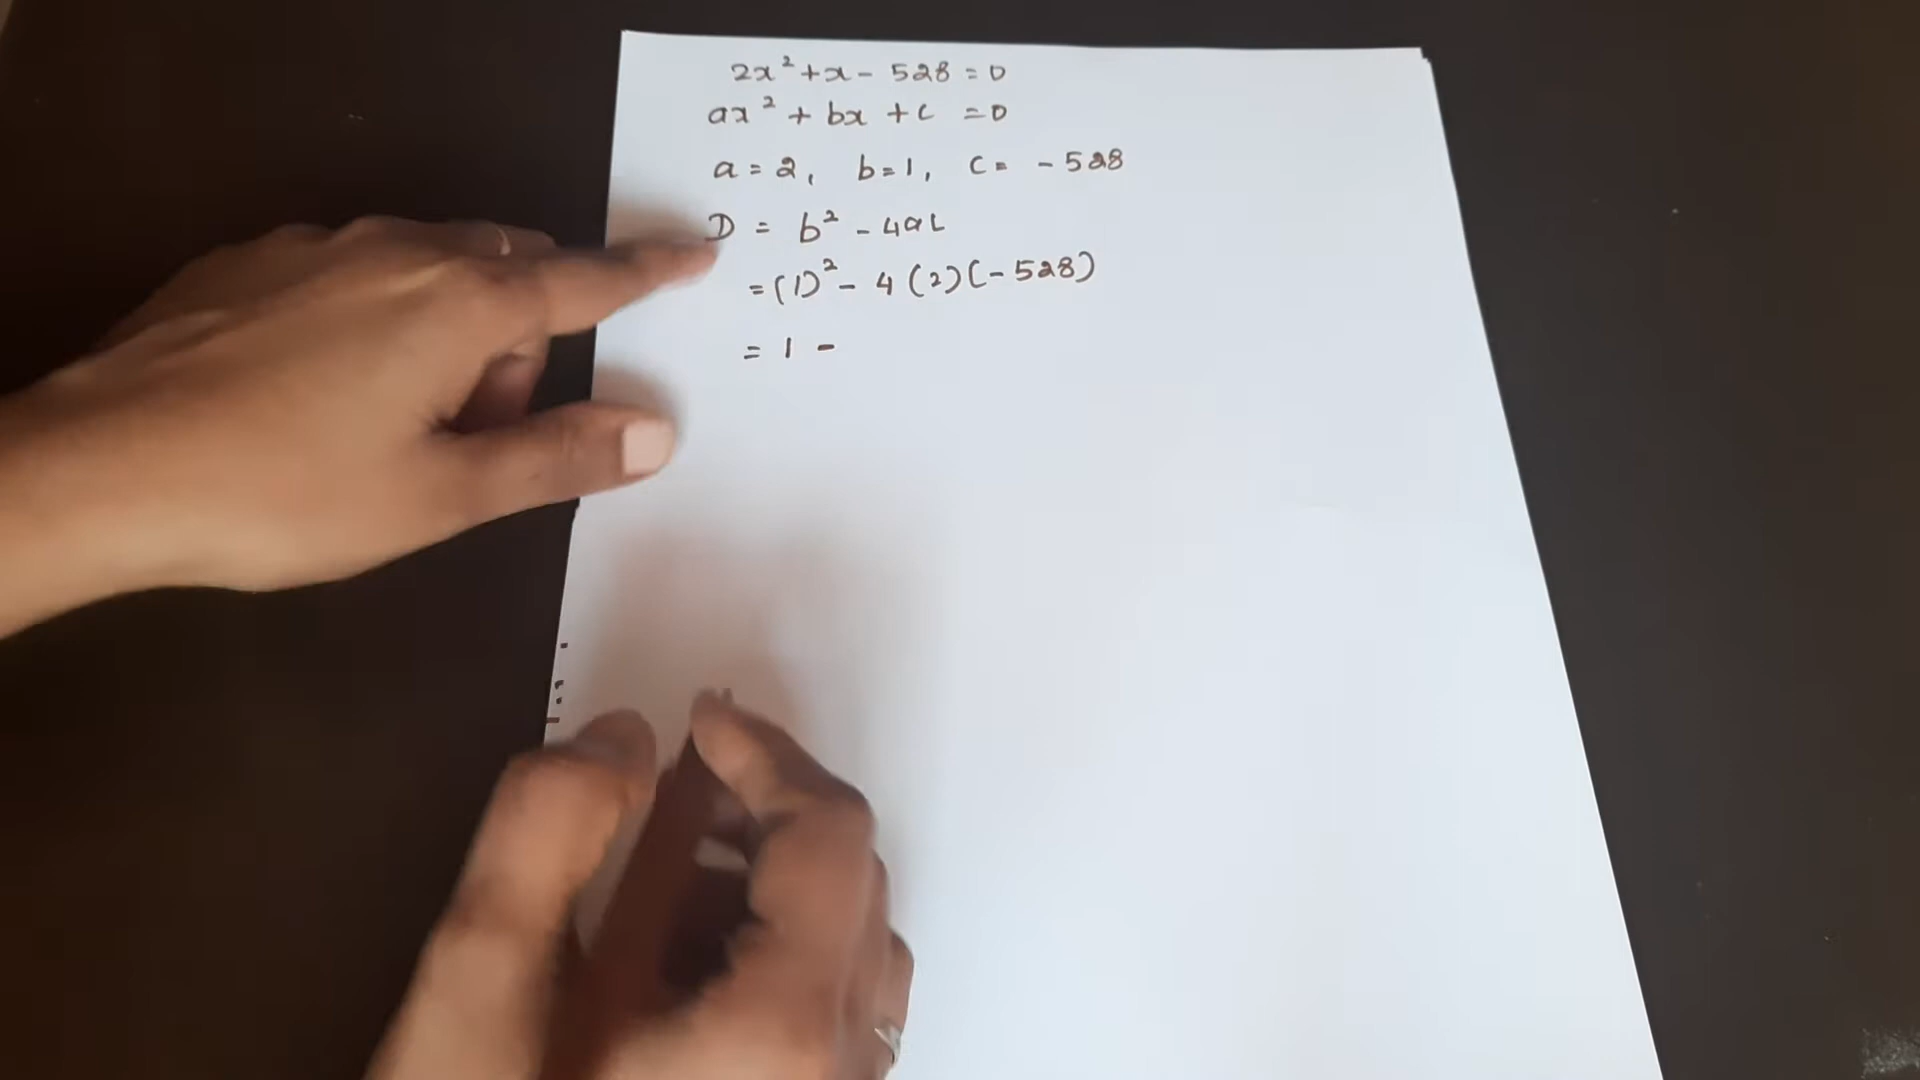 2x² + x - 528 = 0
ax² + bx + c = 0
a = 2, b = 1, c = - 528
D = b² - 4ac
= (1)² - 4 (2) (- 528)
= 1 -